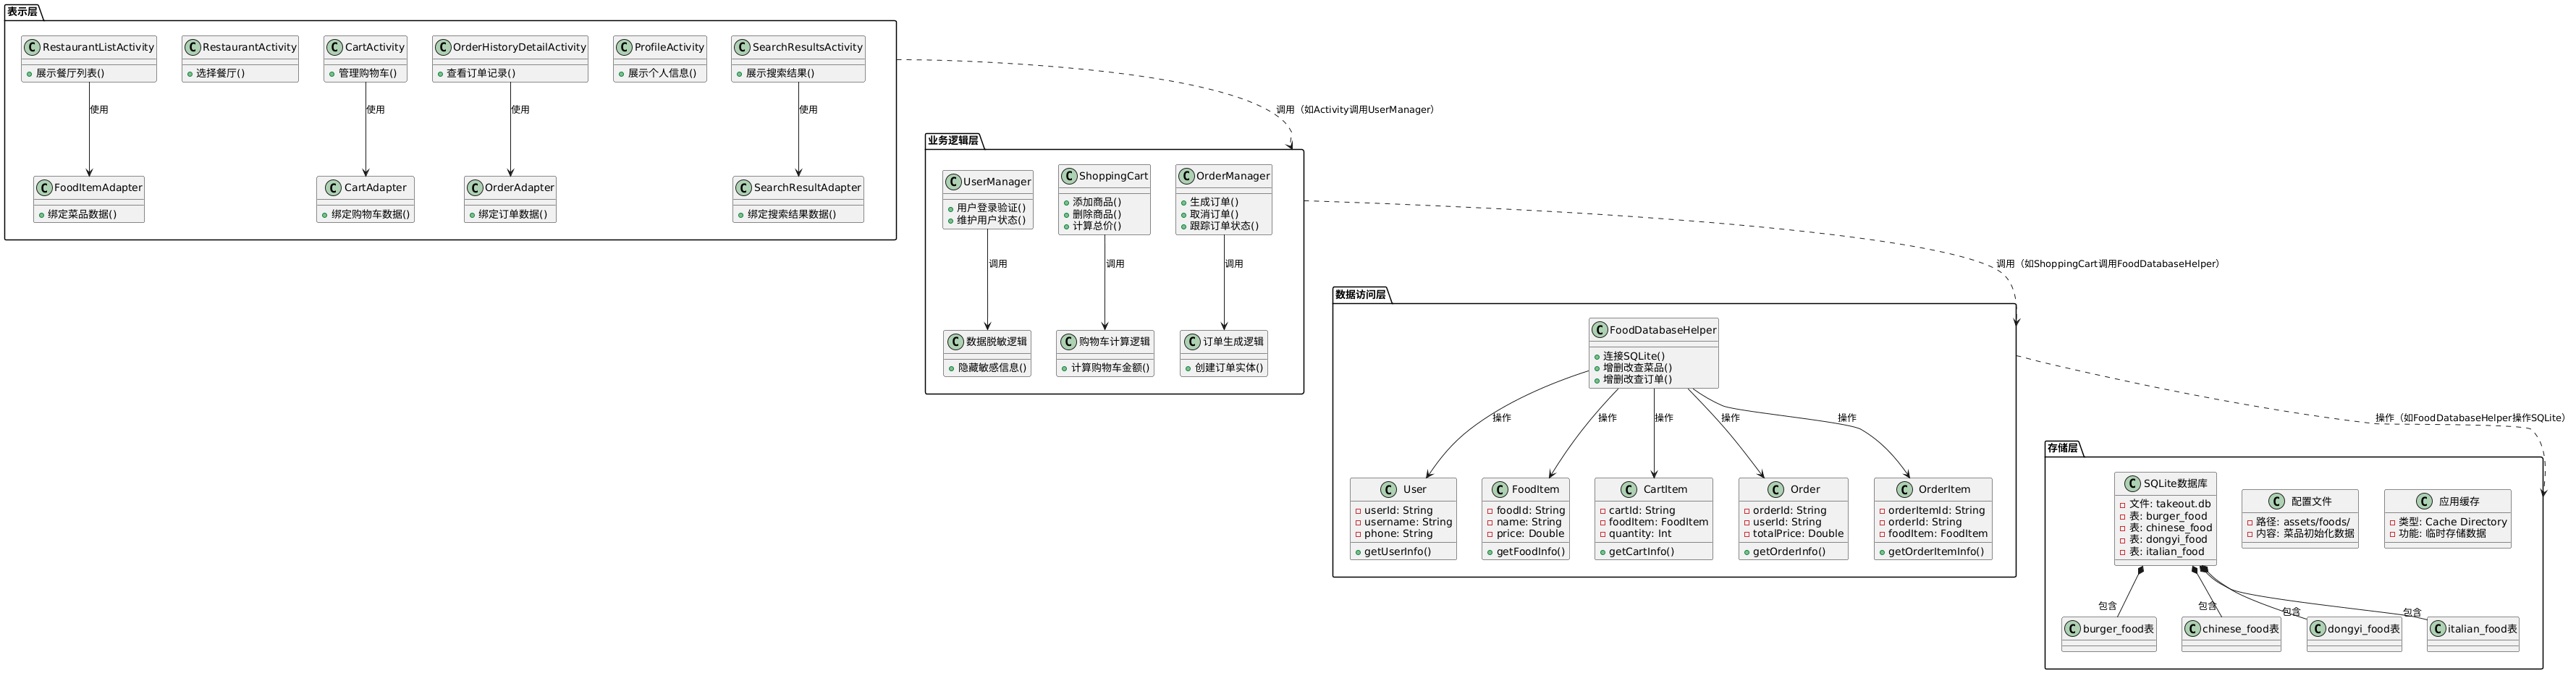 表示层
RestaurantListActivity
展示餐厅列表()
RestaurantActivity
选择餐厅()
CartActivity
管理购物车()
OrderHistoryDetailActivity
查看订单记录()
ProfileActivity
展示个人信息()
SearchResultsActivity
展示搜索结果()
使用
使用
使用
使用
FoodItemAdapter
绑定菜品数据()
CartAdapter
绑定购物车数据()
OrderAdapter
绑定订单数据()
SearchResultAdapter
绑定搜索结果数据()
调用（如Activity调用UserManager）
业务逻辑层
UserManager
用户登录验证()
维护用户状态()
ShoppingCart
添加商品()
删除商品()
计算总价()
OrderManager
生成订单()
取消订单()
跟踪订单状态()
调用
调用
调用
数据脱敏逻辑
隐藏敏感信息()
购物车计算逻辑
计算购物车金额()
订单生成逻辑
创建订单实体()
调用（如ShoppingCart调用FoodDatabaseHelper）
数据访问层
FoodDatabaseHelper
连接SQLite()
增删改查菜品()
增删改查订单()
操作
操作
操作
操作
操作
User
userId: String
username: String
phone: String
getUserInfo()
FoodItem
foodId: String
name: String
price: Double
getFoodInfo()
CartItem
cartId: String
foodItem: FoodItem
quantity: Int
getCartInfo()
Order
orderId: String
userId: String
totalPrice: Double
getOrderInfo()
OrderItem
orderItemId: String
orderId: String
foodItem: FoodItem
getOrderItemInfo()
操作（如FoodDatabaseHelper操作SQLite）
存储层
SQLite数据库
文件: takeout.db
表: burger_food
表: chinese_food
表: dongyi_food
表: italian_food
配置文件
路径: assets/foods/
内容: 菜品初始化数据
应用缓存
类型: Cache Directory
功能: 临时存储数据
包含
包含
包含
包含
burger_food表
chinese_food表
dongyi_food表
italian_food表